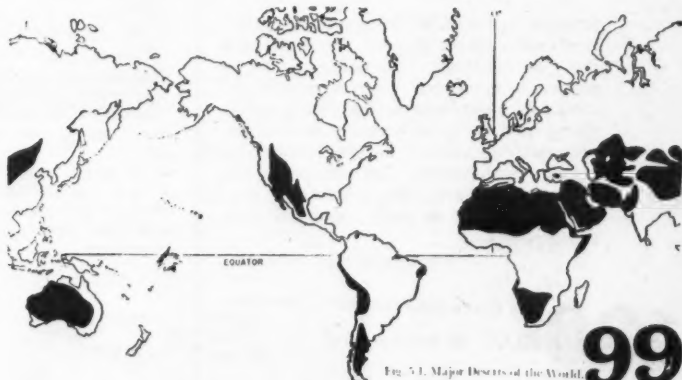 EQUATOR
Fig. 5.1. Major Deserts of the World.
99